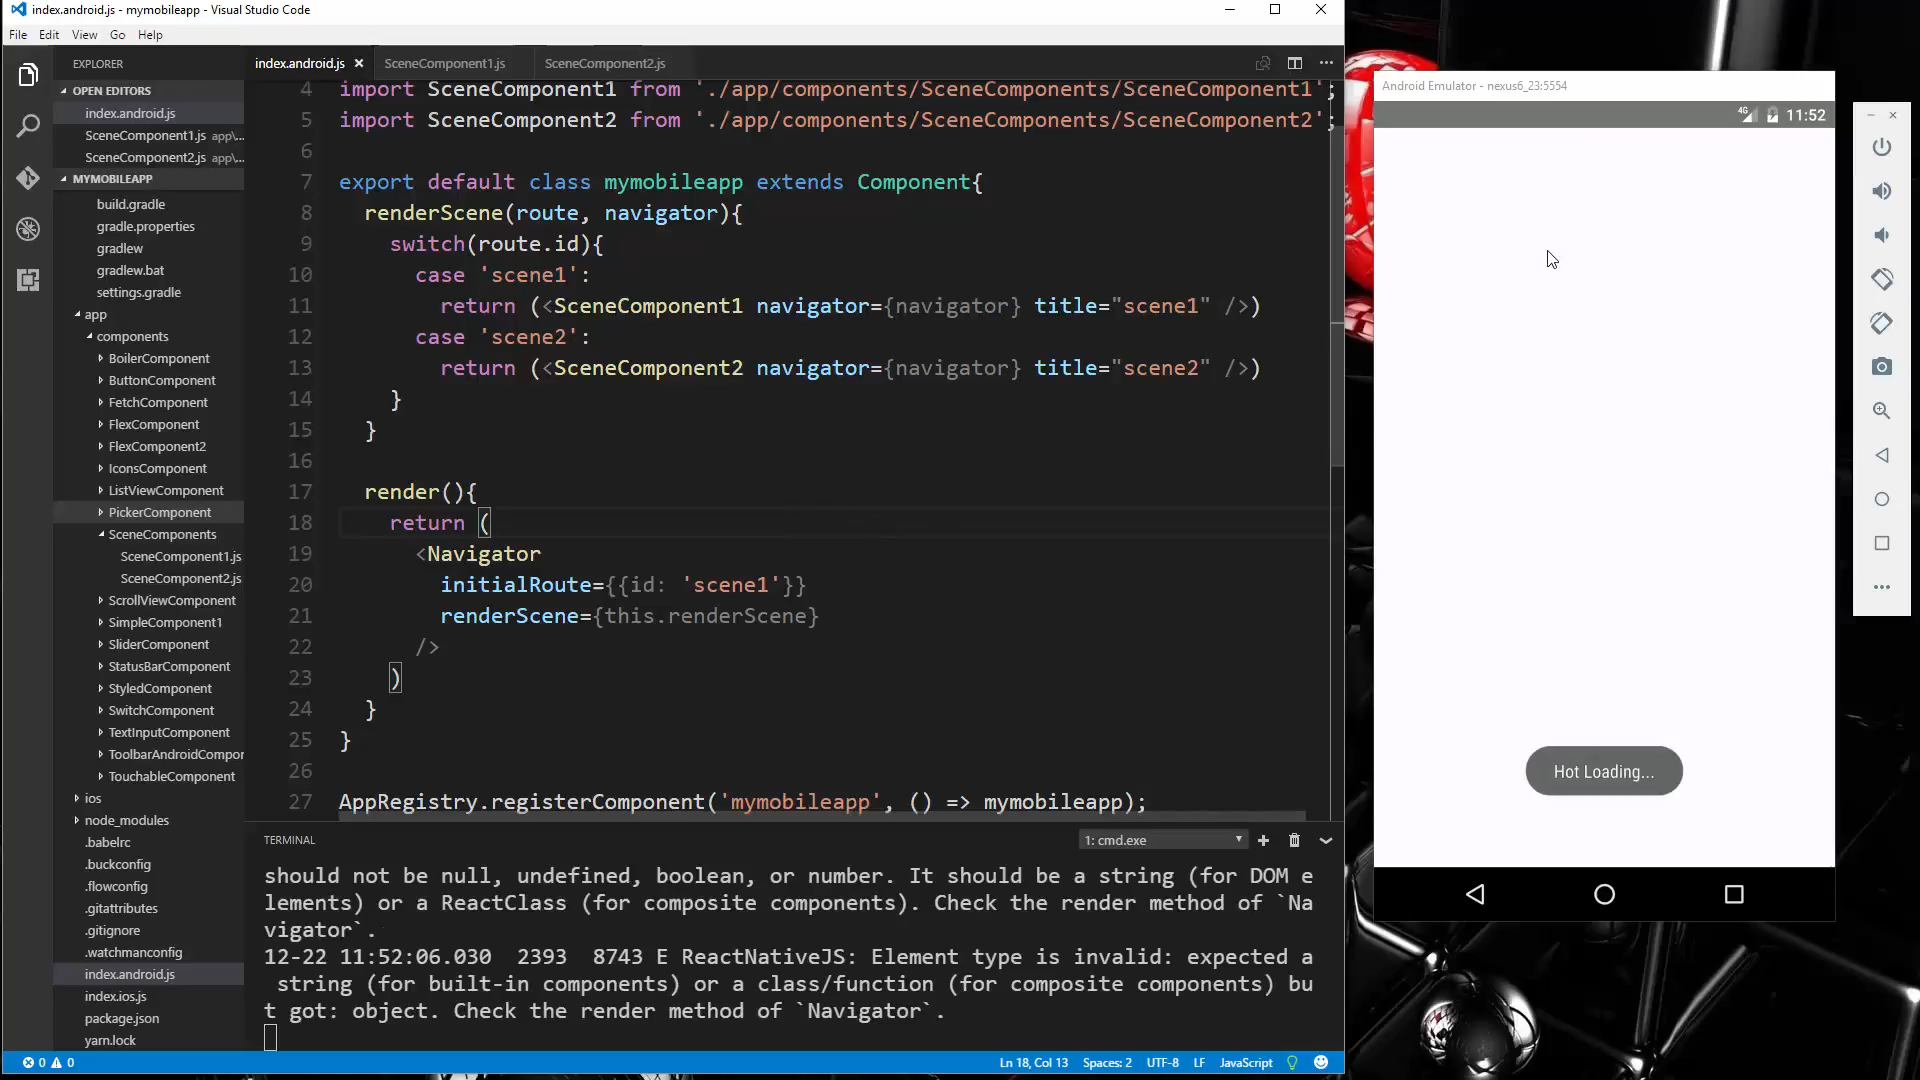 index.android.js - mymobileapp - Visual Studio Code
File Edit View Go Help
EXPLORER
OPEN EDITORS
index.android.js
SceneComponent1.js app\...
SceneComponent2.js app\...
MYMOBILEAPP
build.gradle
gradle.properties
gradlew
gradlew.bat
settings.gradle
app
components
BoilerComponent
ButtonComponent
FetchComponent
FlexComponent
FlexComponent2
IconsComponent
ListViewComponent
PickerComponent
SceneComponents
SceneComponent1.js
SceneComponent2.js
ScrollViewComponent
SimpleComponent1
SliderComponent
StatusBarComponent
StyledComponent
SwitchComponent
TextInputComponent
ToolbarAndroidCompor
TouchableComponent
ios
node_modules
.babelrc
.buckconfig
.flowconfig
.gitattributes
.gitignore
.watchmanconfig
index.android.js
index.ios.js
package.json
yarn.lock
index.android.js SceneComponent1.js SceneComponent2.js
4 import SceneComponent1 from './app/components/SceneComponents/SceneComponent1';
5 import SceneComponent2 from './app/components/SceneComponents/SceneComponent2';
6
7 export default class mymobileapp extends Component{
8 renderScene(route, navigator){
9 switch(route.id){
10 case 'scene1':
11 return (<SceneComponent1 navigator={navigator} title="scene1" />)
12 case 'scene2':
13 return (<SceneComponent2 navigator={navigator} title="scene2" />)
14 }
15 }
16
17 render(){
18 return (
19 <Navigator
20 initialRoute={{id: 'scene1'}}
21 renderScene={this.renderScene}
22 />
23 )
24 }
25 }
26
27 AppRegistry.registerComponent('mymobileapp', () => mymobileapp);
TERMINAL
1: cmd.exe
should not be null, undefined, boolean, or number. It should be a string (for DOM e
lements) or a ReactClass (for composite components). Check the render method of `Na
vigator`.
12-22 11:52:06.030  2393  8743 E ReactNativeJS: Element type is invalid: expected a
string (for built-in components) or a class/function (for composite components) bu
t got: object. Check the render method of `Navigator`.
0 0
Ln 18, Col 13 Spaces: 2 UTF-8 LF JavaScript
Android Emulator - nexus6_23:5554
4G 11:52
Hot Loading...